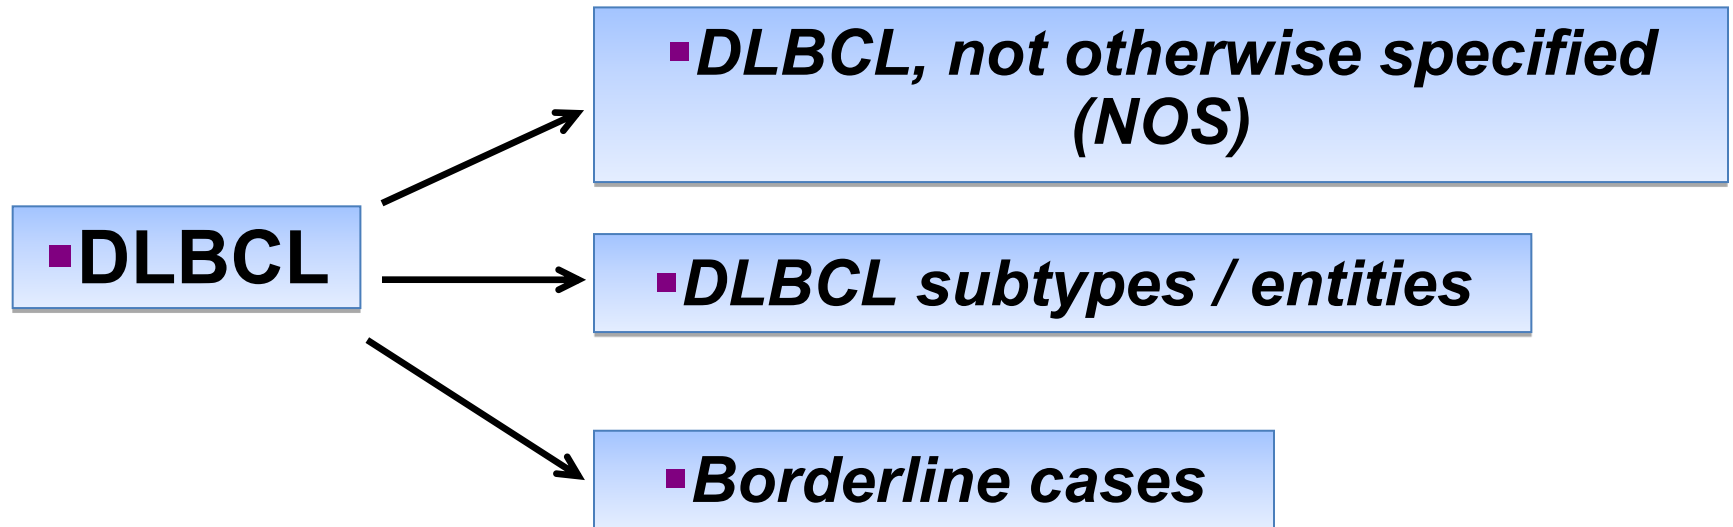 ▪DLBCL, not otherwise specified
(NOS)
▪DLBCL
▪DLBCL subtypes / entities
▪Borderline cases